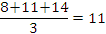 (8+11+14)/3 = 11